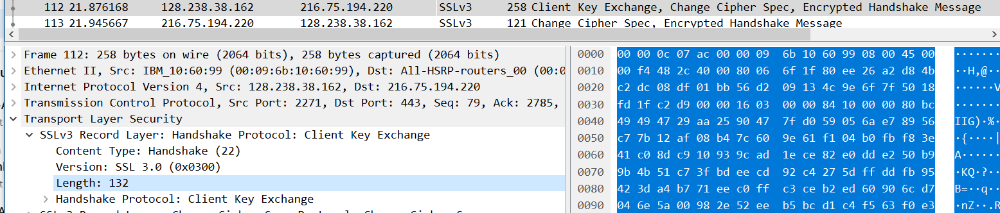 112 21.876168 128.238.38.162 216.75.194.220 SSLv3 258 Client Key Exchange, Change Cipher Spec, Encrypted Handshake Message
113 21.945667 216.75.194.220 128.238.38.162 SSLv3 121 Change Cipher Spec, Encrypted Handshake Message
Frame 112: 258 bytes on wire (2064 bits), 258 bytes captured (2064 bits)
Ethernet II, Src: IBM_10:60:99 (00:09:6b:10:60:99), Dst: All-HSRP-routers_00 (00:0
Internet Protocol Version 4, Src: 128.238.38.162, Dst: 216.75.194.220
Transmission Control Protocol, Src Port: 2271, Dst Port: 443, Seq: 79, Ack: 2785,
Transport Layer Security
SSLv3 Record Layer: Handshake Protocol: Client Key Exchange
Content Type: Handshake (22)
Version: SSL 3.0 (0x0300)
Length: 132
Handshake Protocol: Client Key Exchange
0000 00 00 0c 07 ac 00 00 09 6b 10 60 99 08 00 45 00 ········
0010 00 f4 48 2c 40 00 80 06 6f 1f 80 ee 26 a2 d8 4b ··H,@···
0020 c2 dc 08 df 01 bb 56 d2 09 13 4c 9e 6f 7f 50 18 ······V
0030 fd 1f c2 d9 00 00 16 03 00 00 84 10 00 00 80 bc ········
0040 49 49 47 29 aa 25 90 47 7f d0 59 05 6a e7 89 56 IIG)·%·
0050 c7 7b 12 af 08 b4 7c 60 9e 61 f1 04 b0 fb f8 3e ·{····|
0060 41 c0 8d c9 10 93 9c ad 1e ce 82 e0 dd e2 50 b9 A·······
0070 9b 4b 51 c7 3f bd ee cd 92 c4 27 5d ff dd fb 95 ·KQ·?···
0080 42 3d a4 b7 71 ee c0 ff c3 ce b2 ed 60 90 6c d7 B=··q···
0090 04 6e 5a 00 98 2e 52 ee b5 bc d1 c4 f5 63 f0 e3 ·nZ··.R